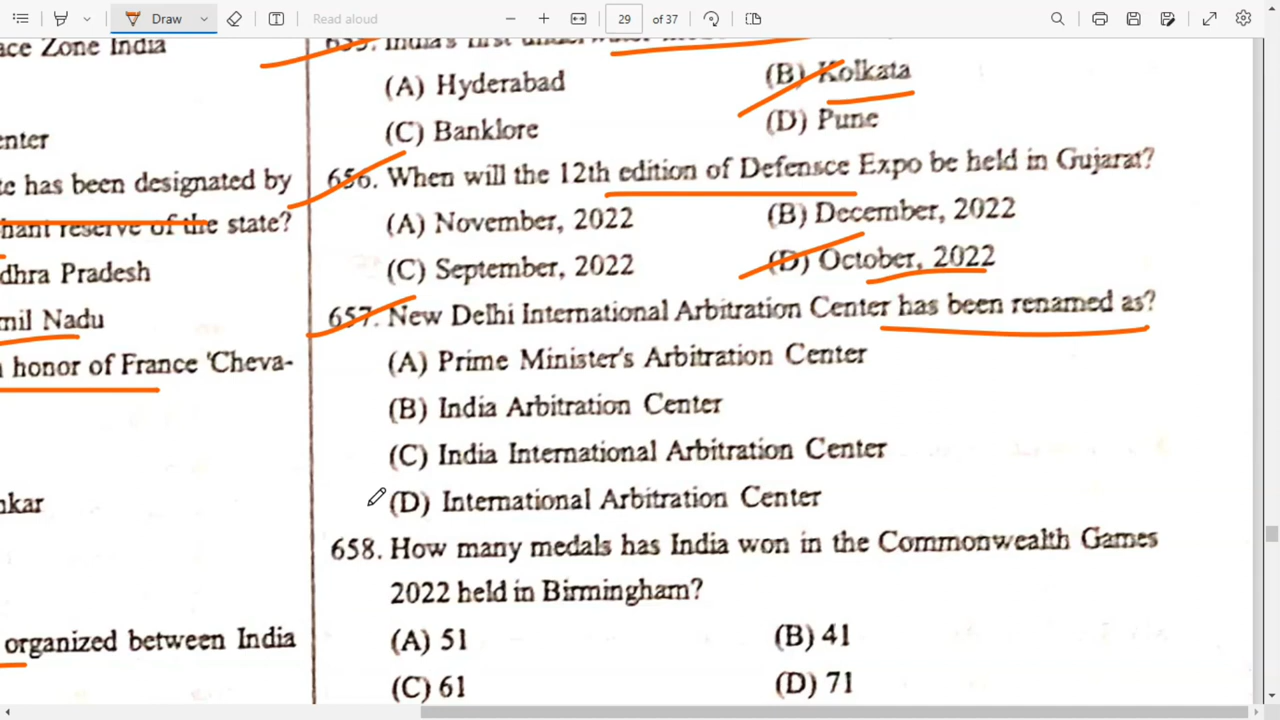 Draw
Read aloud
29 of 37
ace Zone India
enter
te has been designated by
hant reserve of the state?
dhra Pradesh
mil Nadu
honor of France 'Cheva-
nkar
organized between India
655. India's first
(A) Hyderabad
(B) Kolkata
(C) Banklore
(D) Pune
656. When will the 12th edition of Defensce Expo be held in Gujarat?
(A) November, 2022
(B) December, 2022
(C) September, 2022
(D) October, 2022
657. New Delhi International Arbitration Center has been renamed as?
(A) Prime Minister's Arbitration Center
(B) India Arbitration Center
(C) India International Arbitration Center
(D) International Arbitration Center
658. How many medals has India won in the Commonwealth Games
2022 held in Birmingham?
(A) 51
(B) 41
(C) 61
(D) 71